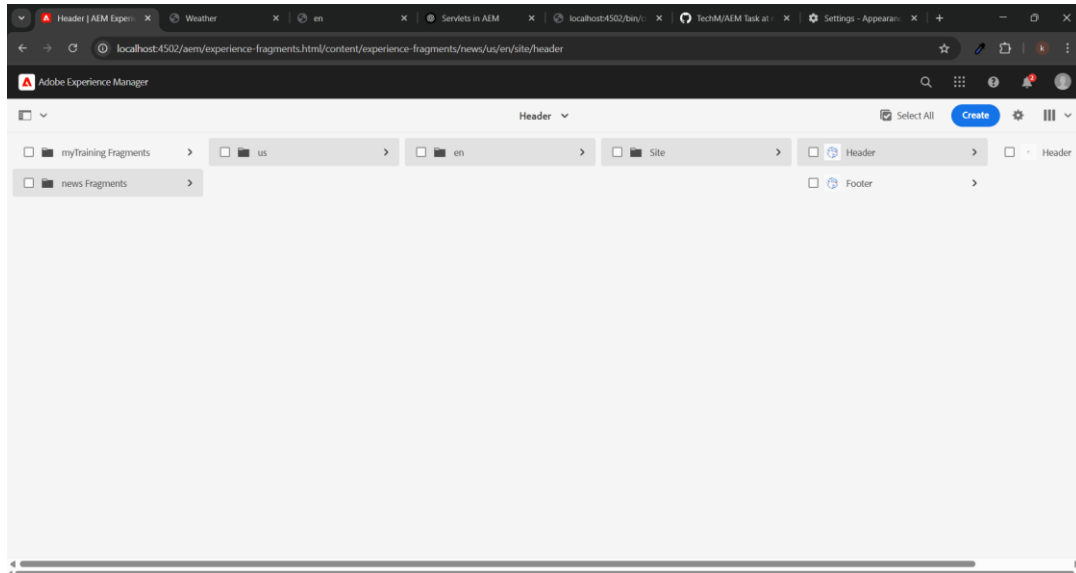 Header | AEM Experi
Weather
en
Servlets in AEM
localhost:4502/bin/c
TechM/AEM Task at
Settings - Appearanc
localhost:4502/aem/experience-fragments.html/content/experience-fragments/news/us/en/site/header
k
Adobe Experience Manager
2
Header
Select All
Create
myTraining Fragments
us
en
Site
Header
Header
news Fragments
Footer